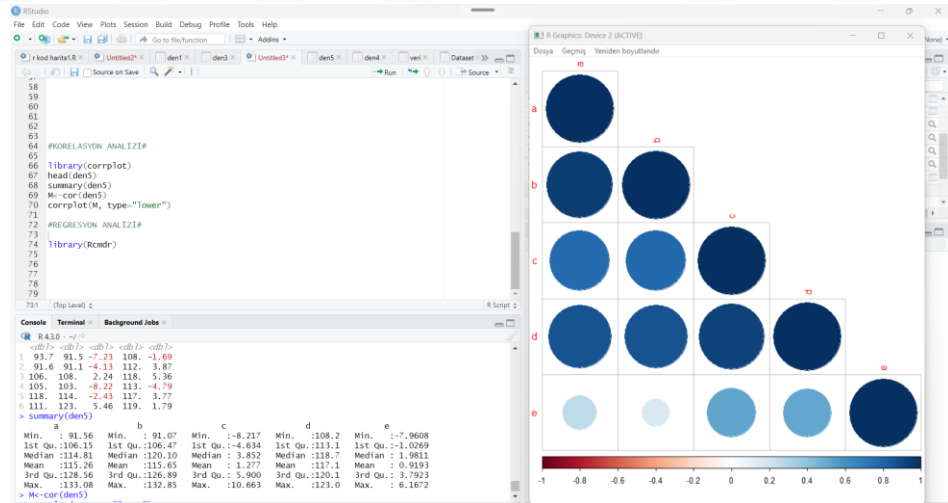 RStudio
File Edit Code View Plots Session Build Debug Profile Tools Help
Go to file/function Addins
r kod harita1.R × Untitled2* × den1 × den3 × Untitled3* × den5 × den4 × veri × Dataset
Source on Save Run Source
58
59
60
61
62
63
64 #KORELASYON ANALİZİ#
65
66 library(corrplot)
67 head(den5)
68 summary(den5)
69 M<-cor(den5)
70 corrplot(M, type="lower")
71
72 #REGRESYON ANALİZİ#
73
74 library(Rcmdr)
75
76
77
78
79
73:1 (Top Level) R Script
Console Terminal × Background Jobs ×
R 4.3.0 · ~/
<dbl> <dbl> <dbl> <dbl> <dbl>
1 93.7 91.5 -7.23 108. -1.69
2 91.6 91.1 -4.13 112. 3.87
3 106. 108. 2.24 118. 5.36
4 105. 103. -8.22 113. -4.79
5 118. 114. -2.43 117. 3.77
6 111. 123. 5.46 119. 1.79
> summary(den5)
a b c d e
Min. : 91.56 Min. : 91.07 Min. :-8.217 Min. :108.2 Min. :-7.9608
1st Qu.:106.15 1st Qu.:106.47 1st Qu.:-4.634 1st Qu.:113.1 1st Qu.:-1.0269
Median :114.81 Median :120.10 Median : 3.852 Median :118.7 Median : 1.9811
Mean :115.26 Mean :115.65 Mean : 1.277 Mean :117.1 Mean : 0.9193
3rd Qu.:128.56 3rd Qu.:126.89 3rd Qu.: 5.900 3rd Qu.:120.1 3rd Qu.: 3.7923
Max. :133.08 Max. :132.85 Max. :10.663 Max. :123.0 Max. : 6.1672
> M<-cor(den5)
R Graphics: Device 2 (ACTIVE)
Dosya Geçmiş Yeniden boyutlandır
a
a
b
b
c
c
d
d
e
e
-1 -0.8 -0.6 -0.4 -0.2 0 0.2 0.4 0.6 0.8 1